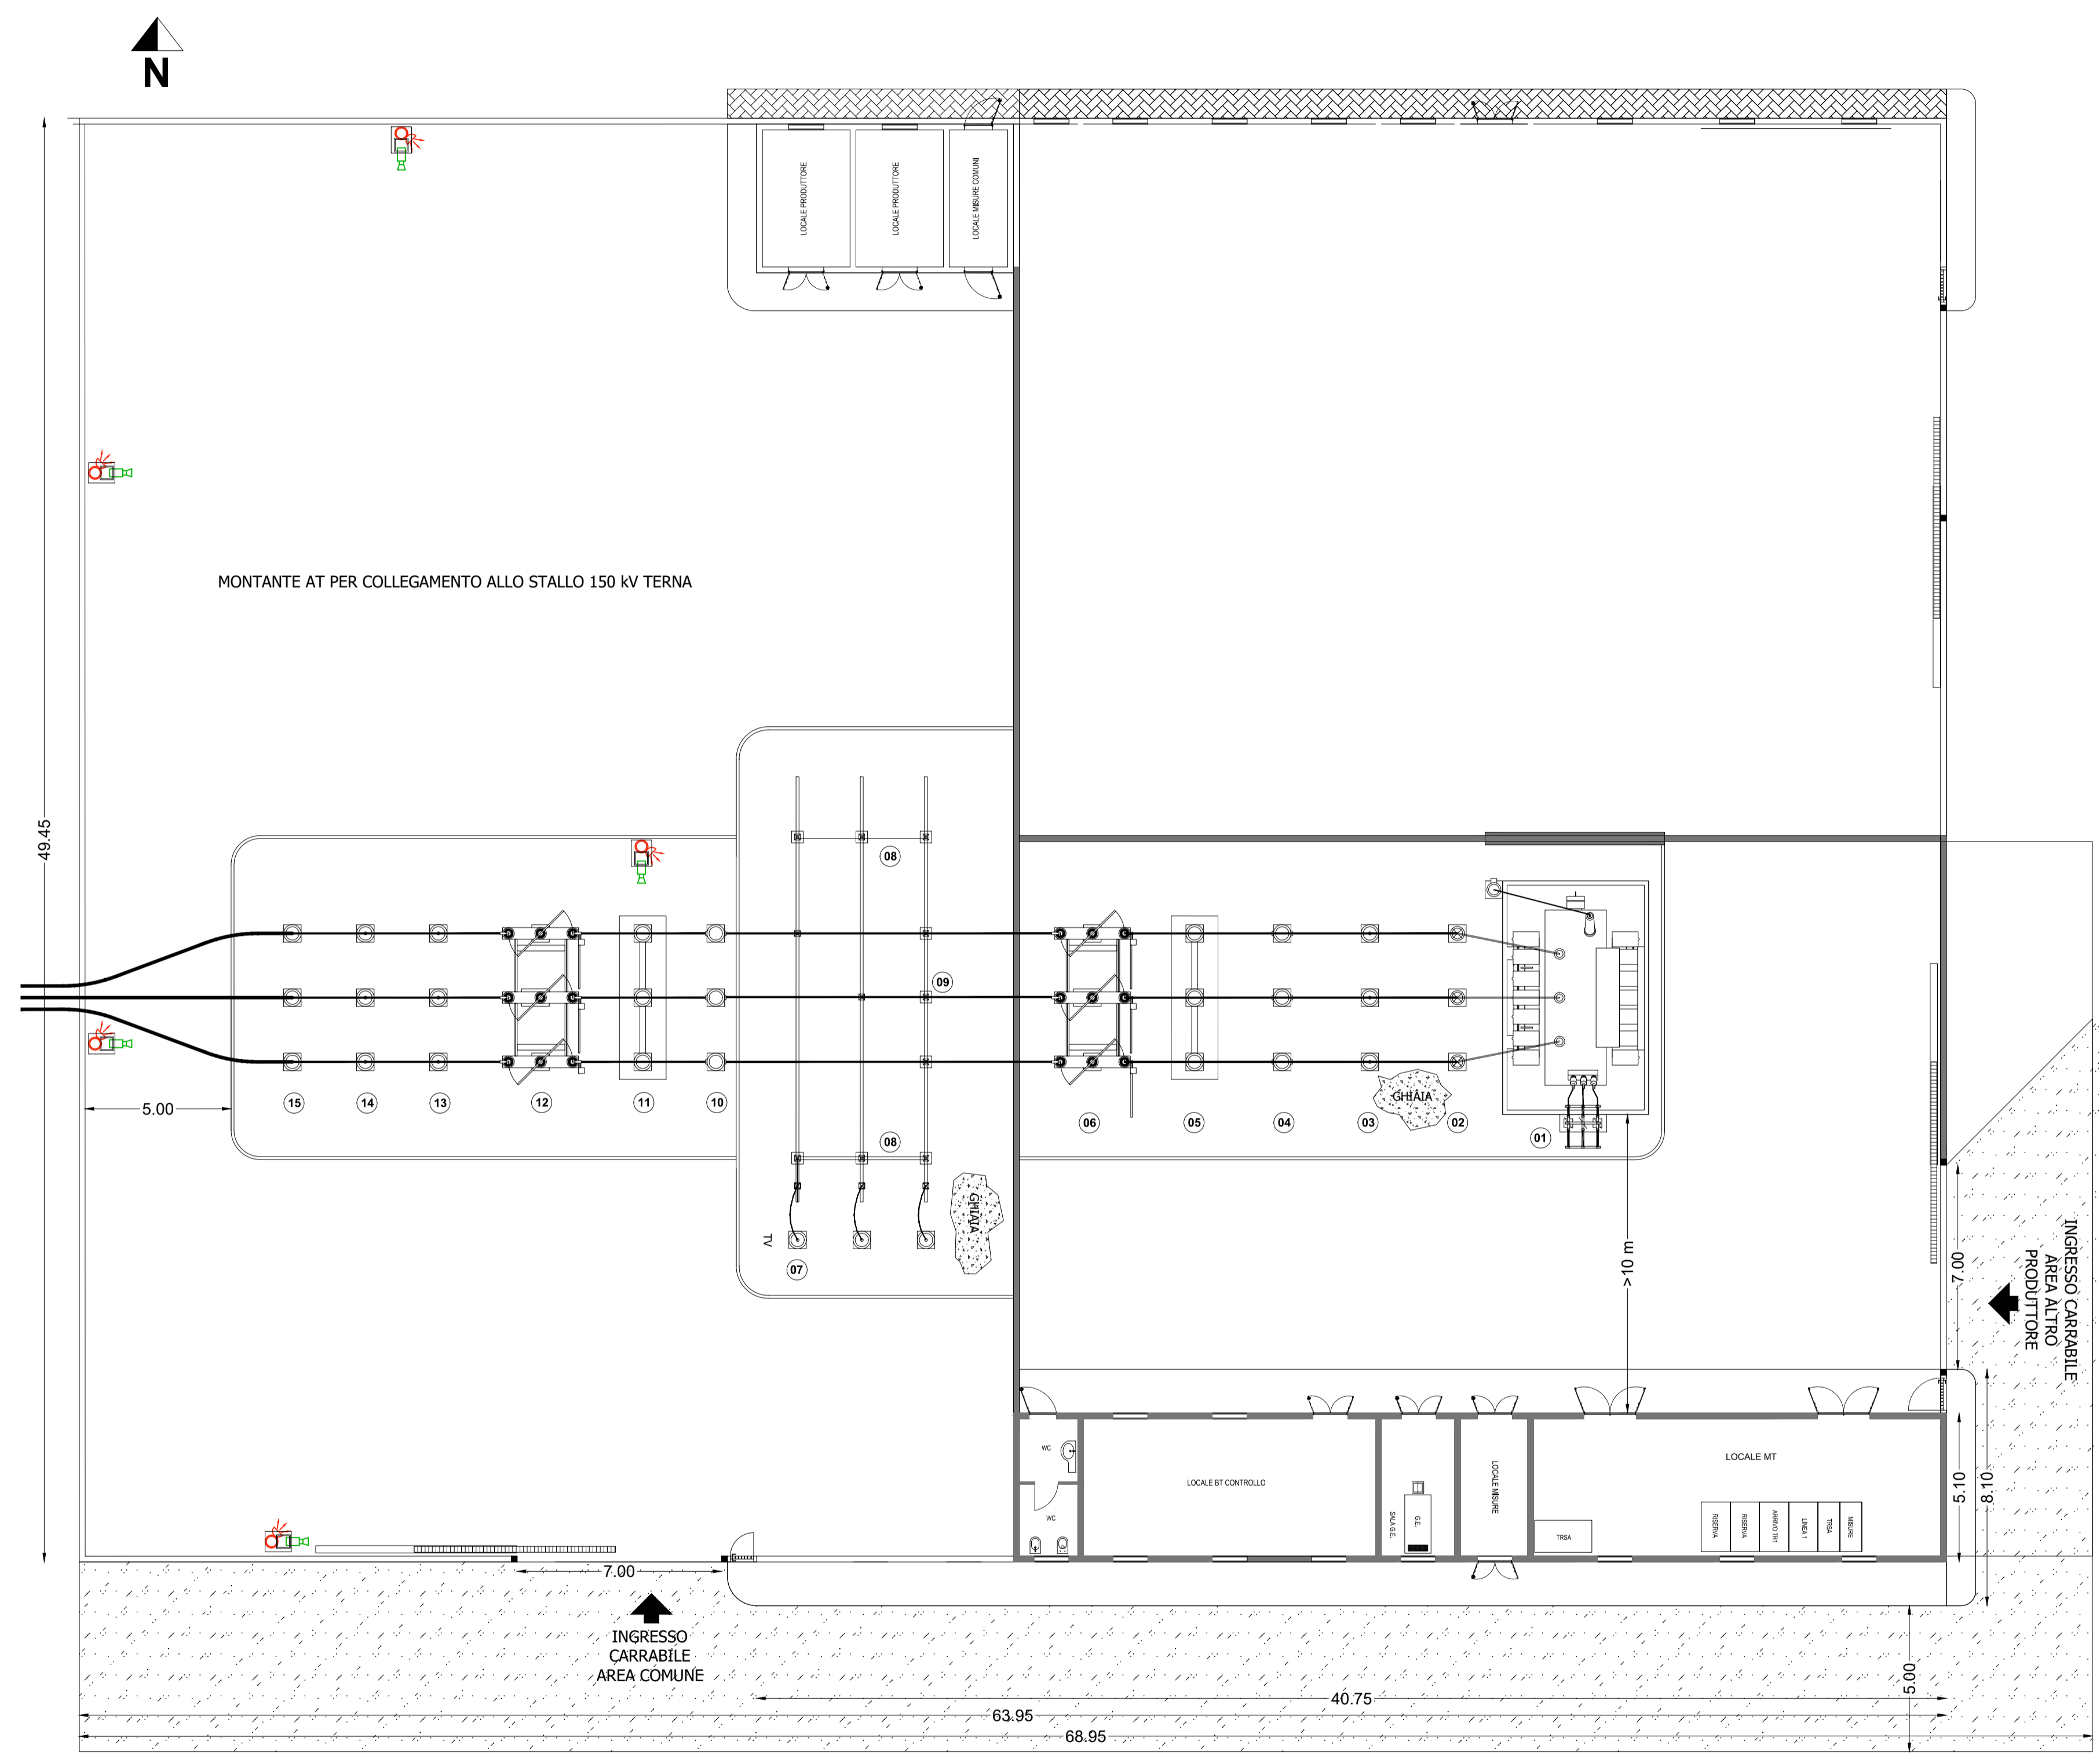 N
LOCALE PRODUTTORE
LOCALE PRODUTTORE
LOCALE MISURE COMUNI
MONTANTE AT PER COLLEGAMENTO ALLO STALLO 150 kV TERNA
49.45
08
09
5.00
15
14
13
12
11
10
06
05
04
03
GHIAIA
02
01
08
GHIAIA
TV
07
>10 m
7.00
INGRESSO CARRABILE
AREA ALTRO
PRODUTTORE
WC
WC
LOCALE BT CONTROLLO
SALA G.E.
G.E.
LOCALE MISURE
LOCALE MT
TRSA
RISERVA
RISERVA
ARRIVO TR1
LINEA 1
TRSA
MISURE
5.10
8.10
7.00
INGRESSO
CARRABILE
AREA COMUNE
5.00
40.75
63.95
68.95